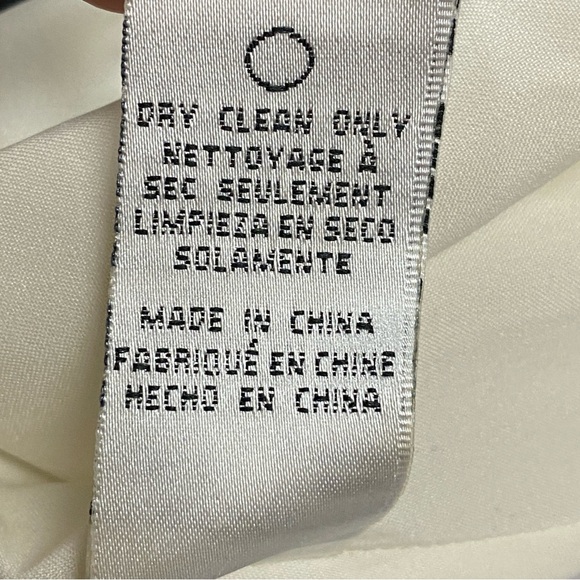 DRY CLEAN ONLY
NETTOYAGE À
SEC SEULEMENT
LIMPIEZA EN SECO
SOLAMENTE
MADE IN CHINA
FABRIQUÉ EN CHINE
HECHO EN CHINA